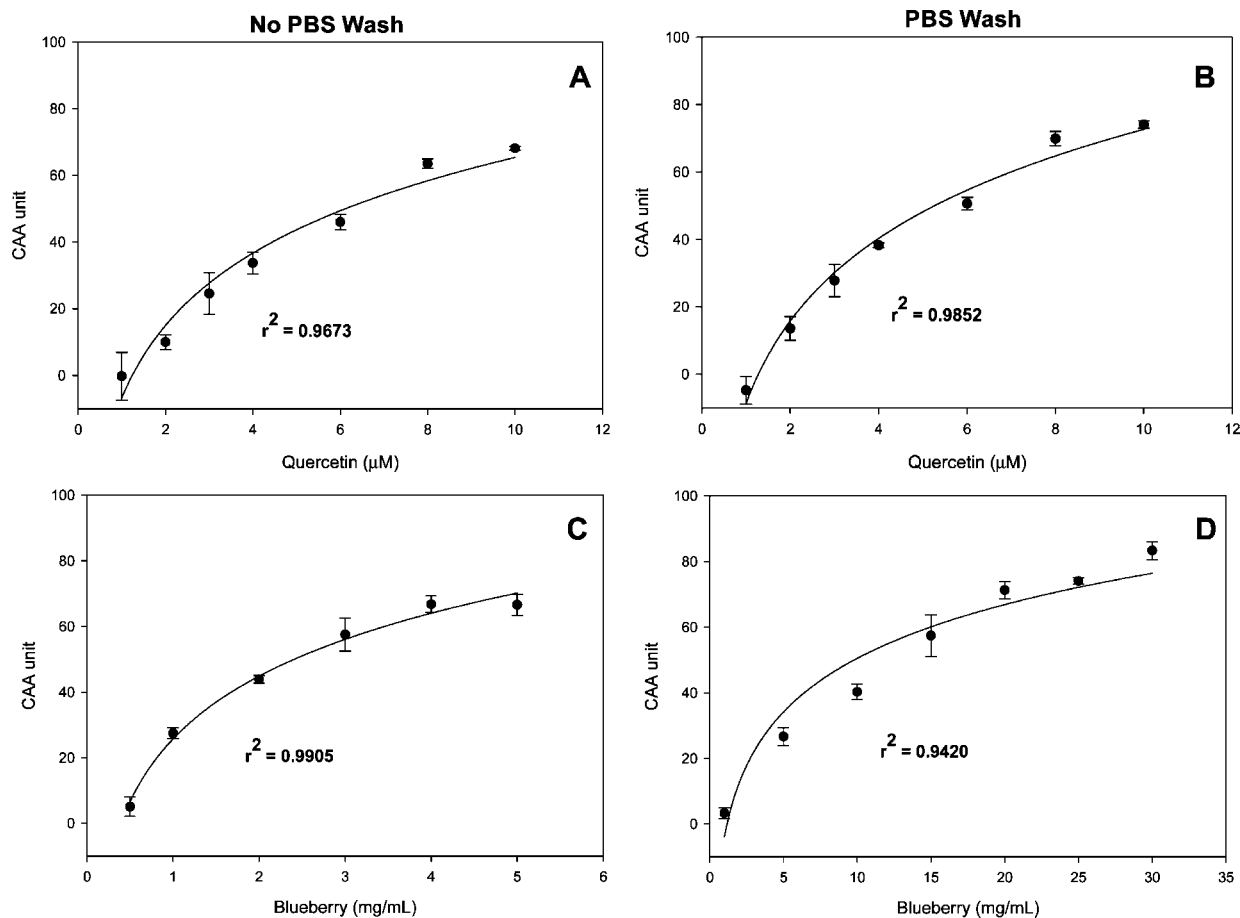 No PBS Wash
PBS Wash
100
80
60
40
20
0
CAA unit
A
r² = 0.9673
0 2 4 6 8 10 12
Quercetin (μM)
100
80
60
40
20
0
CAA unit
B
r² = 0.9852
0 2 4 6 8 10 12
Quercetin (μM)
100
80
60
40
20
0
CAA unit
C
r² = 0.9905
0 1 2 3 4 5 6
Blueberry (mg/mL)
100
80
60
40
20
0
CAA unit
D
r² = 0.9420
0 5 10 15 20 25 30 35
Blueberry (mg/mL)